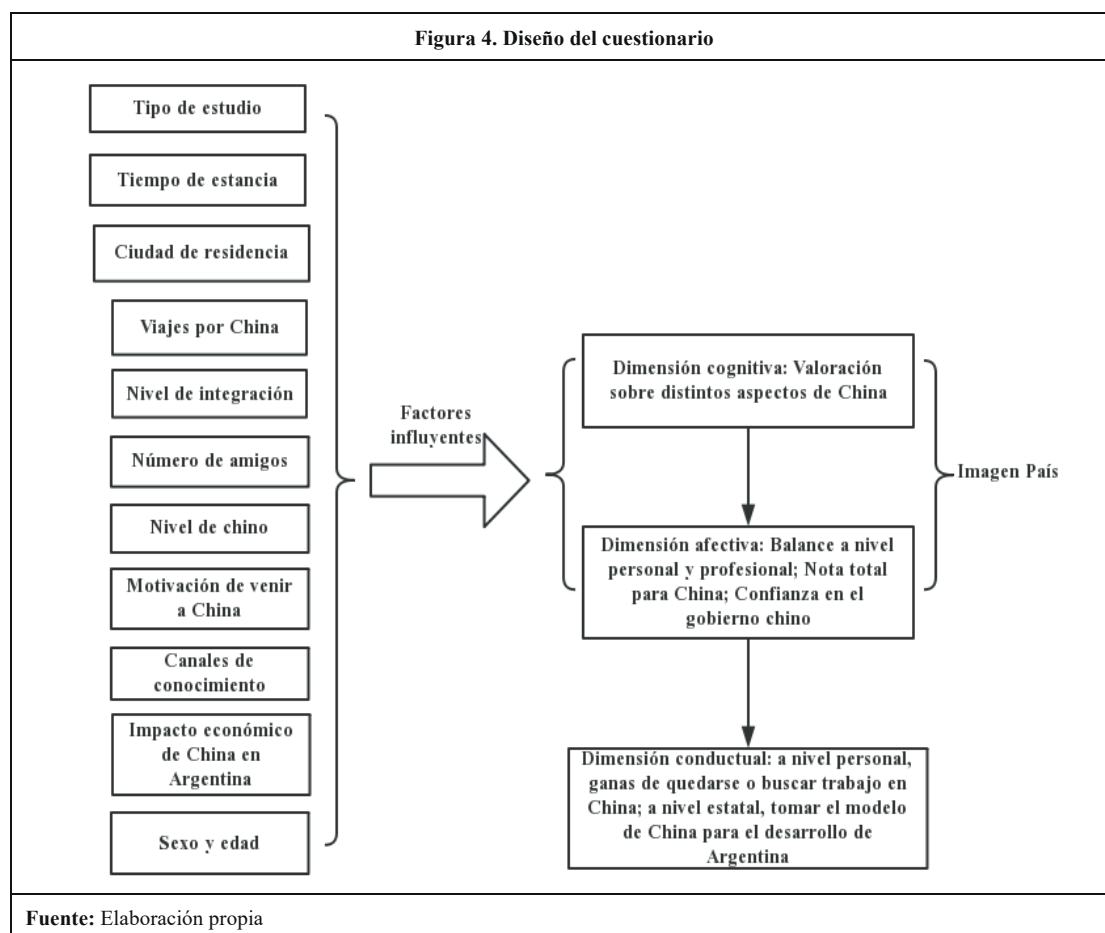 Figura 4. Diseño del cuestionario
Tipo de estudio
Tiempo de estancia
Ciudad de residencia
Viajes por China
Nivel de integración
Número de amigos
Nivel de chino
Motivación de venir
a China
Canales de
conocimiento
Impacto económico
de China en
Argentina
Sexo y edad
Factores
influyentes
Dimensión cognitiva: Valoración
sobre distintos aspectos de China
Dimensión afectiva: Balance a nivel
personal y profesional; Nota total
para China; Confianza en el
gobierno chino
Imagen País
Dimensión conductual: a nivel personal,
ganas de quedarse o buscar trabajo en
China; a nivel estatal, tomar el modelo
de China para el desarrollo de
Argentina
Fuente: Elaboración propia